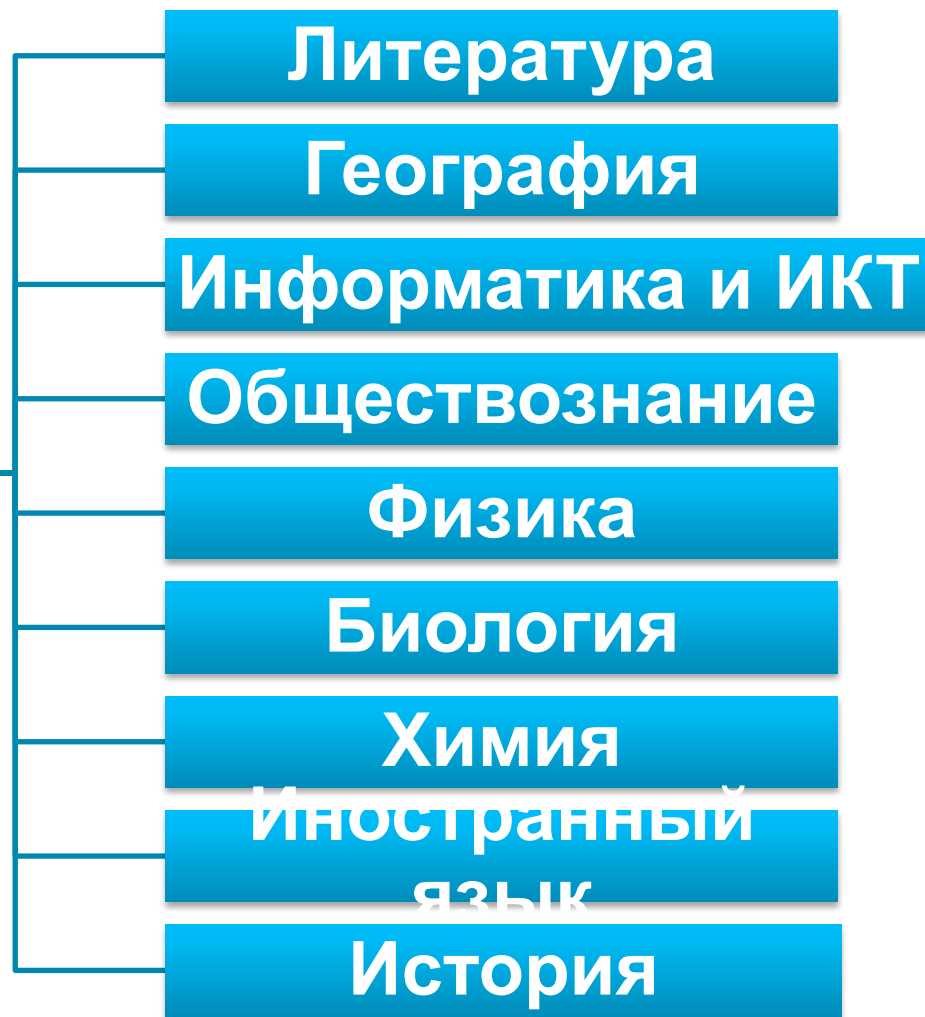 Литература
География
Информатика и ИКТ
Обществознание
Физика
Биология
Химия
Иностранный
язык
История